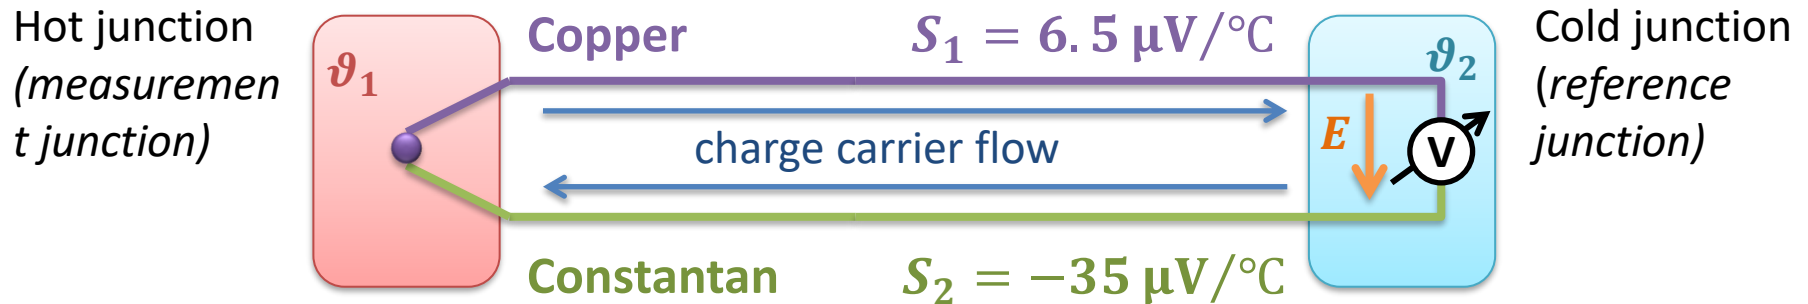 Hot junction
(measuremen
t junction)
ϑ₁
Copper
S₁ = 6.5 μV/°C
charge carrier flow
Constantan
S₂ = −35 μV/°C
ϑ₂
E
V
Cold junction
(reference
junction)